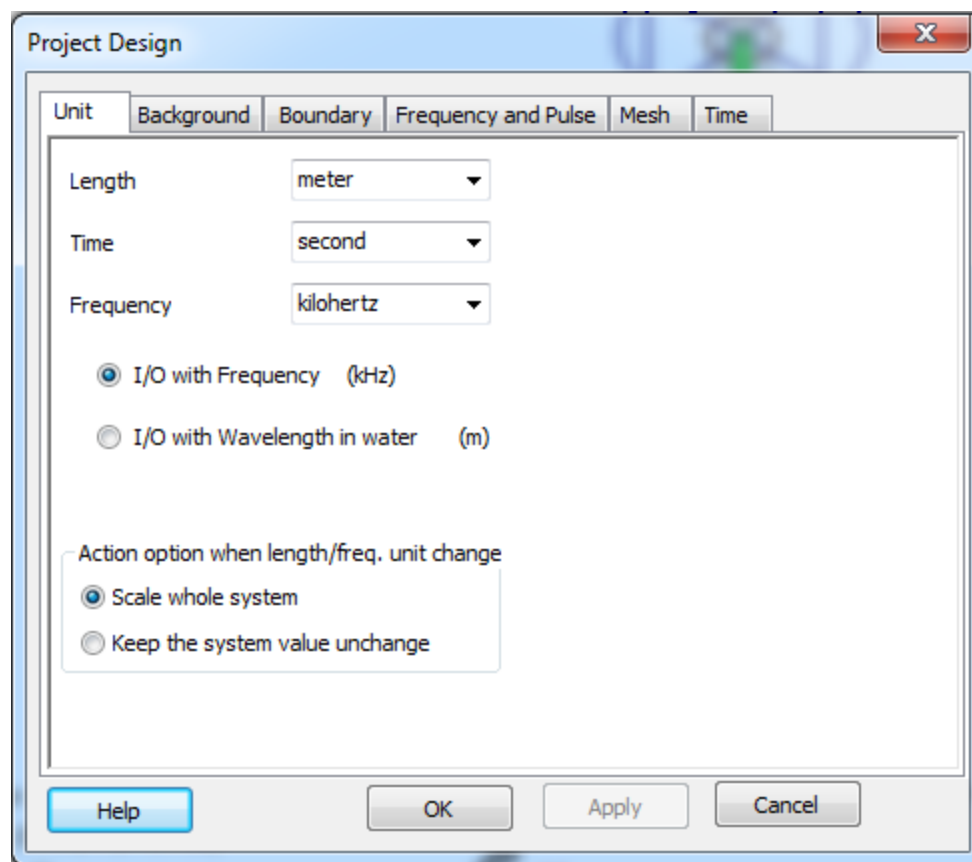 Project Design
Unit Background Boundary Frequency and Pulse Mesh Time
Length meter
Time second
Frequency kilohertz
I/O with Frequency (kHz)
I/O with Wavelength in water (m)
Action option when length/freq. unit change
Scale whole system
Keep the system value unchange
Help OK Apply Cancel